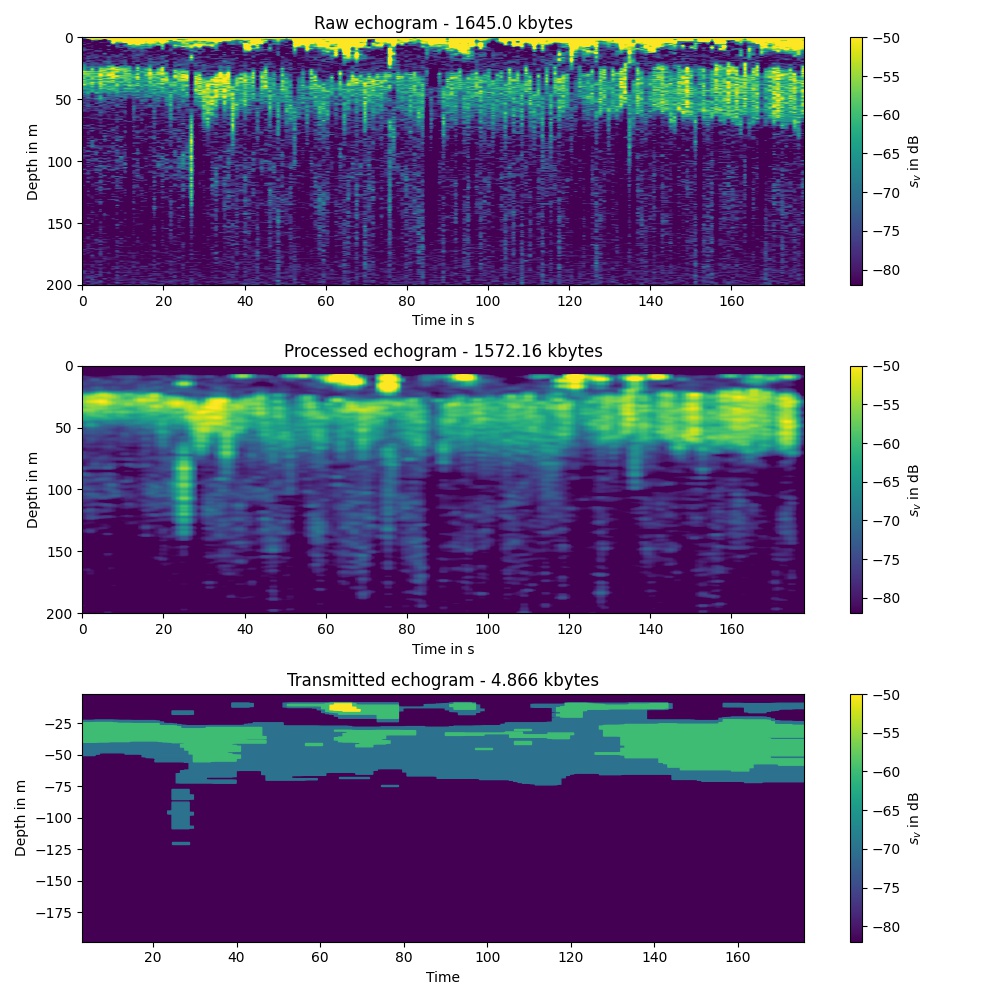 Raw echogram - 1645.0 kbytes
0
50
100
150
200
Depth in m
0 20 40 60 80 100 120 140 160
Time in s
−50
−55
−60
−65
−70
−75
−80
sv in dB
Processed echogram - 1572.16 kbytes
0
50
100
150
200
Depth in m
0 20 40 60 80 100 120 140 160
Time in s
−50
−55
−60
−65
−70
−75
−80
sv in dB
Transmitted echogram - 4.866 kbytes
−25
−50
−75
−100
−125
−150
−175
Depth in m
20 40 60 80 100 120 140 160
Time
−50
−55
−60
−65
−70
−75
−80
sv in dB